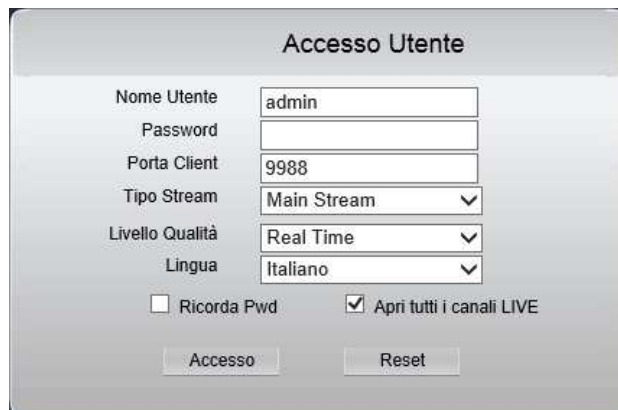 Accesso Utente
Nome Utente admin
Password
Porta Client 9988
Tipo Stream Main Stream
Livello Qualità Real Time
Lingua Italiano
Ricorda Pwd Apri tutti i canali LIVE
Accesso Reset